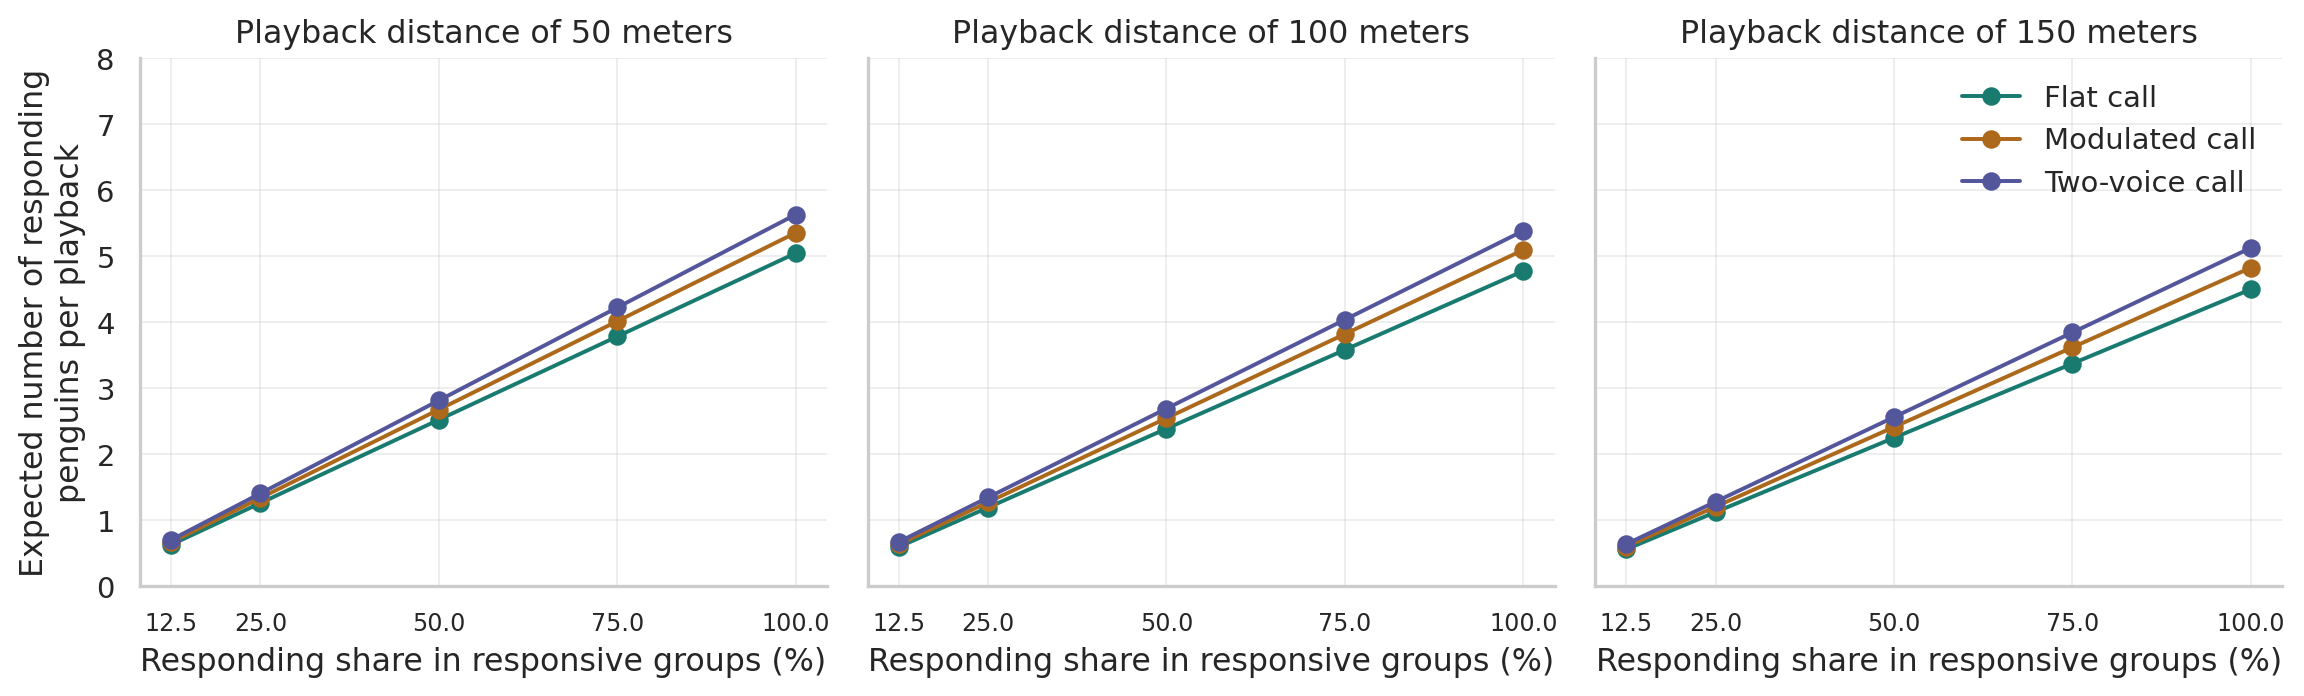 Playback distance of 50 meters
Playback distance of 100 meters
Playback distance of 150 meters
Expected number of responding
penguins per playback
8
7
6
5
4
3
2
1
0
Flat call
Modulated call
Two-voice call
12.5 25.0 50.0 75.0 100.0
12.5 25.0 50.0 75.0 100.0
12.5 25.0 50.0 75.0 100.0
Responding share in responsive groups (%)
Responding share in responsive groups (%)
Responding share in responsive groups (%)